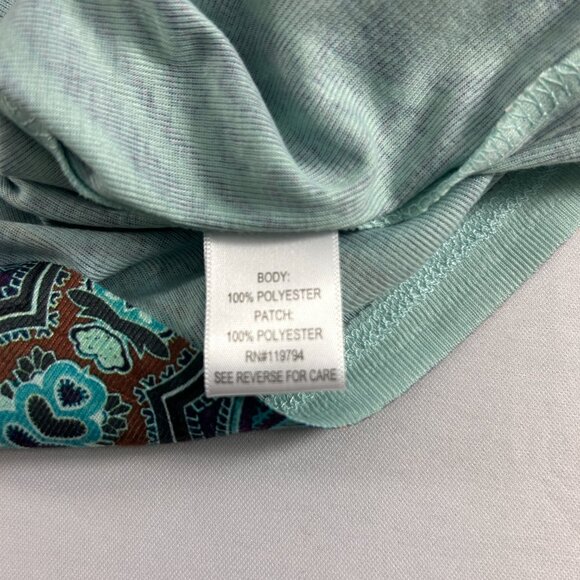 BODY:
100% POLYESTER
PATCH:
100% POLYESTER
RN#119794
SEE REVERSE FOR CARE